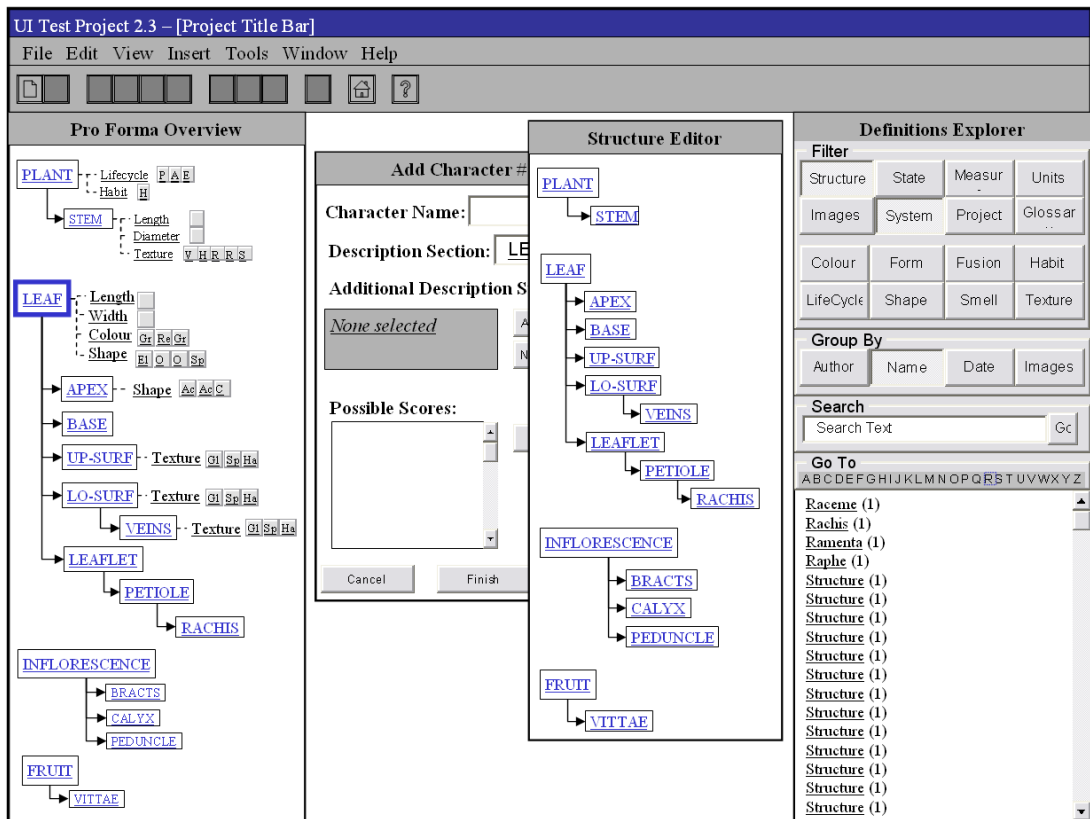 UI Test Project 2.3 – [Project Title Bar]
File Edit View Insert Tools Window Help
?
Pro Forma Overview
PLANT
Lifecycle P A E
Habit H
STEM
Length
Diameter
Texture V H R R S
LEAF
Length
Width
Colour Gr Re Gr
Shape El O O Sp
APEX Shape Ac Ac C
BASE
UP-SURF Texture Gl Sp Ha
LO-SURF Texture Gl Sp Ha
VEINS Texture Gl Sp Ha
LEAFLET
PETIOLE
RACHIS
INFLORESCENCE
BRACTS
CALYX
PEDUNCLE
FRUIT
VITTAE
Add Character #
Character Name:
Description Section: LE
Additional Description S
None selected
A
N
Possible Scores:
Cancel Finish
Structure Editor
PLANT
STEM
LEAF
APEX
BASE
UP-SURF
LO-SURF
VEINS
LEAFLET
PETIOLE
RACHIS
INFLORESCENCE
BRACTS
CALYX
PEDUNCLE
FRUIT
VITTAE
Definitions Explorer
Filter
Structure State Measur Units
Images System Project Glossar
Colour Form Fusion Habit
LifeCycle Shape Smell Texture
Group By
Author Name Date Images
Search
Search Text Go
Go To
ABCDEFGHIJKLMNOPQRSTUVWXYZ
Raceme (1)
Rachis (1)
Ramenta (1)
Raphe (1)
Structure (1)
Structure (1)
Structure (1)
Structure (1)
Structure (1)
Structure (1)
Structure (1)
Structure (1)
Structure (1)
Structure (1)
Structure (1)
Structure (1)
Structure (1)